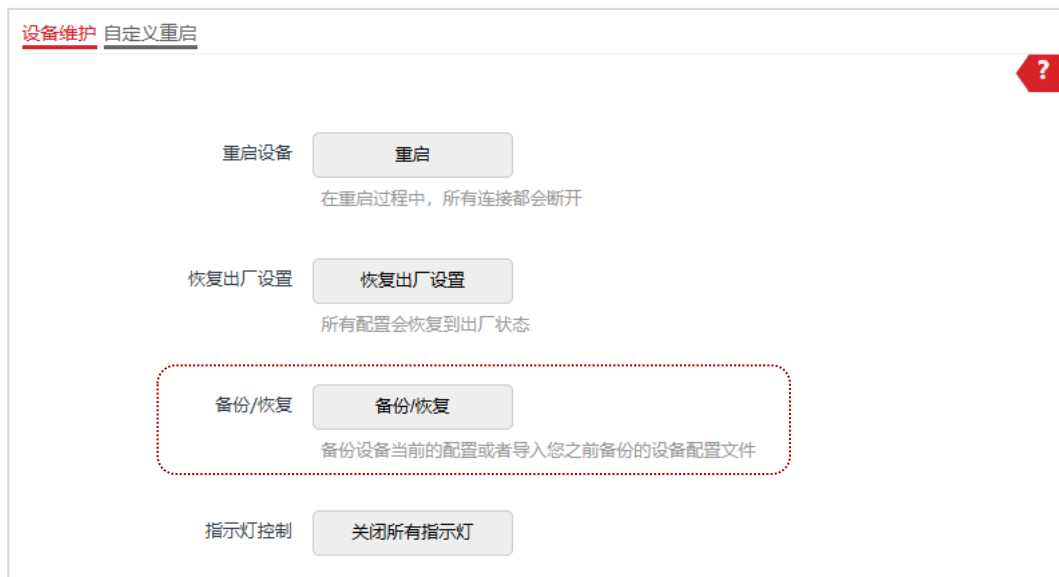 设备维护 自定义重启
?
重启设备 重启
在重启过程中，所有连接都会断开
恢复出厂设置 恢复出厂设置
所有配置会恢复到出厂状态
备份/恢复 备份/恢复
备份设备当前的配置或者导入您之前备份的设备配置文件
指示灯控制 关闭所有指示灯